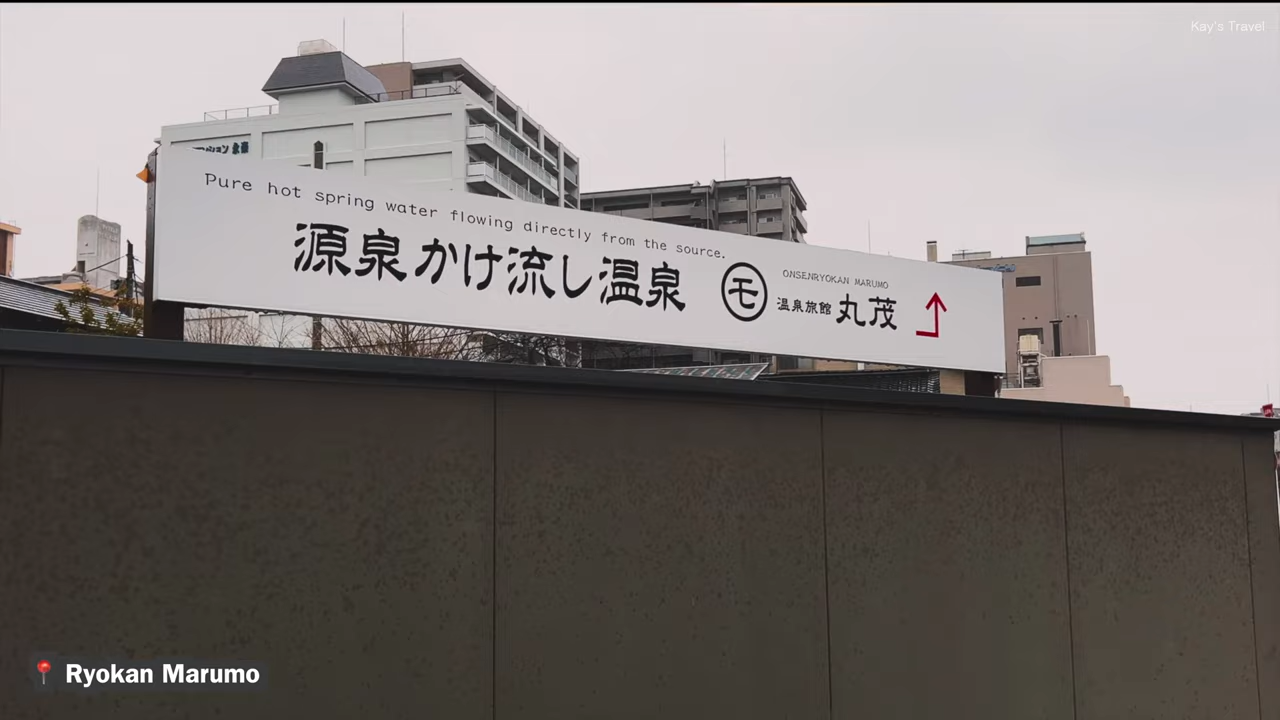 Kay's Travel
Pure hot spring water flowing directly from the source.
源泉かけ流し温泉
モ
ONSENRYOKAN MARUMO
温泉旅館 丸茂
📍 Ryokan Marumo